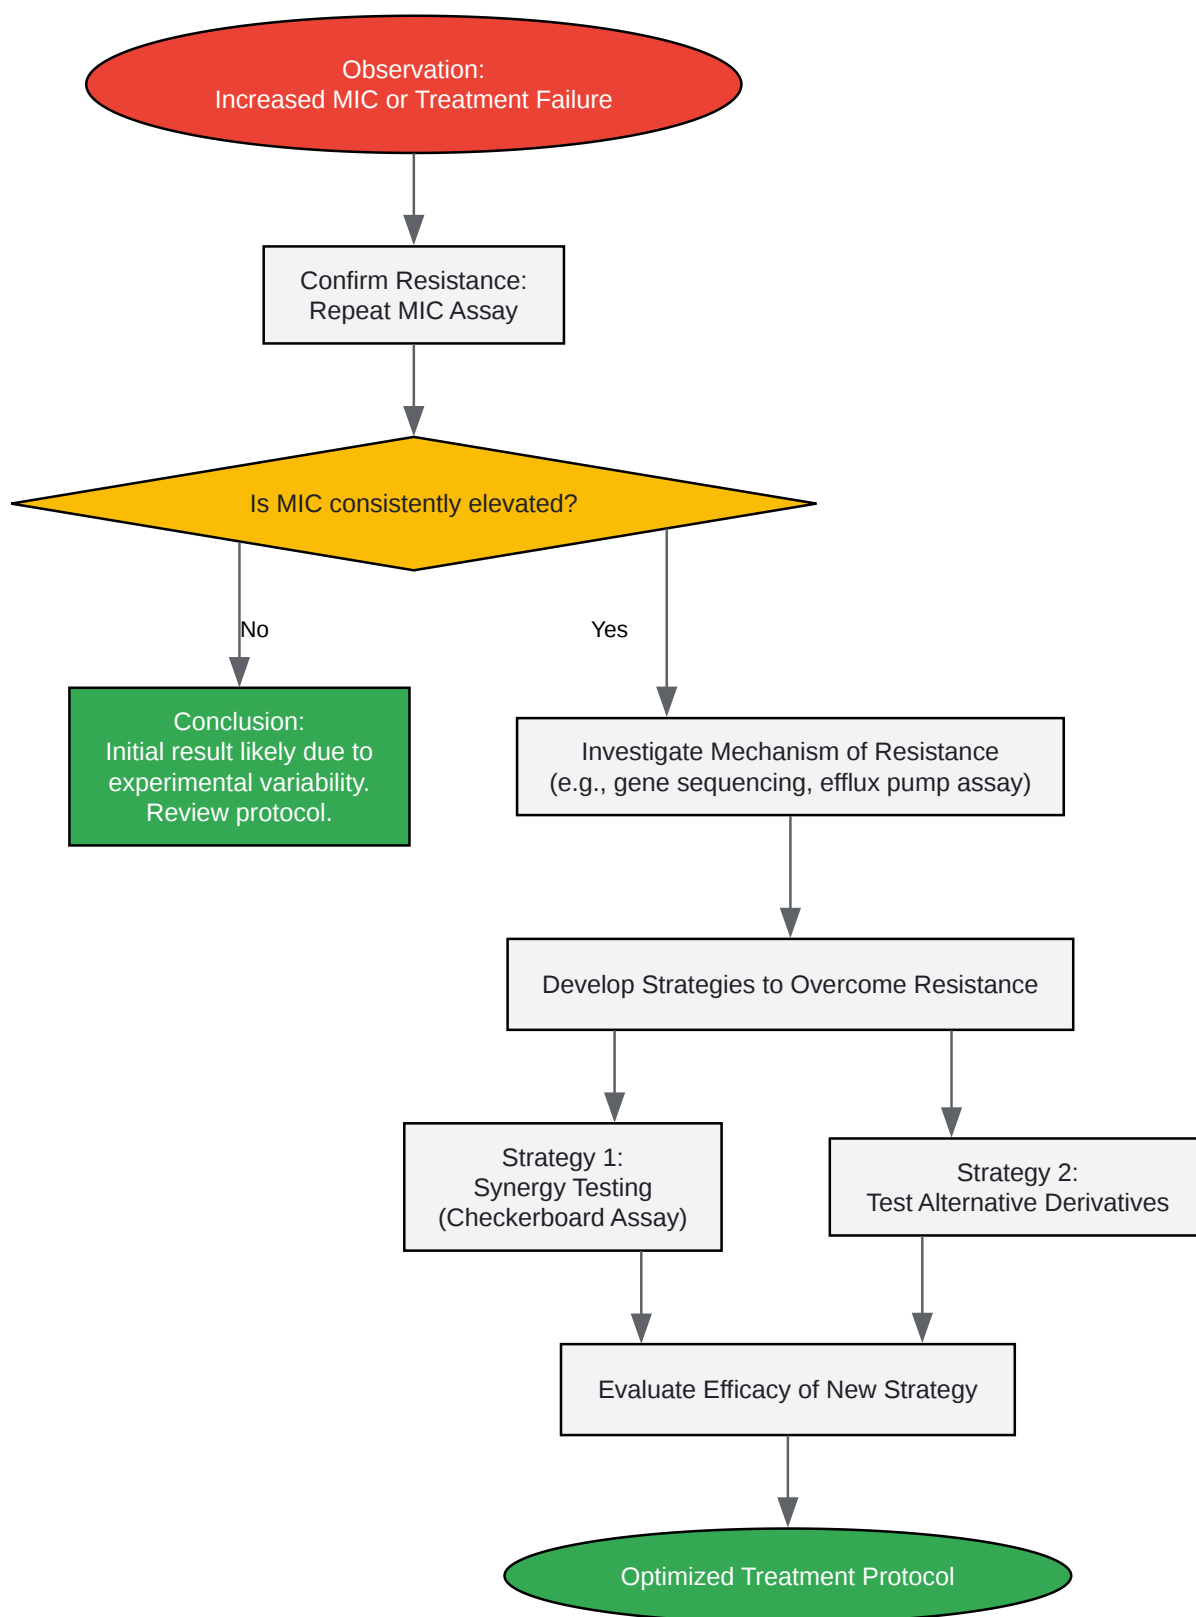 Observation:
Increased MIC or Treatment Failure
Confirm Resistance:
Repeat MIC Assay
Is MIC consistently elevated?
No
Yes
Conclusion:
Initial result likely due to
experimental variability.
Review protocol.
Investigate Mechanism of Resistance
(e.g., gene sequencing, efflux pump assay)
Develop Strategies to Overcome Resistance
Strategy 1:
Synergy Testing
(Checkerboard Assay)
Strategy 2:
Test Alternative Derivatives
Evaluate Efficacy of New Strategy
Optimized Treatment Protocol